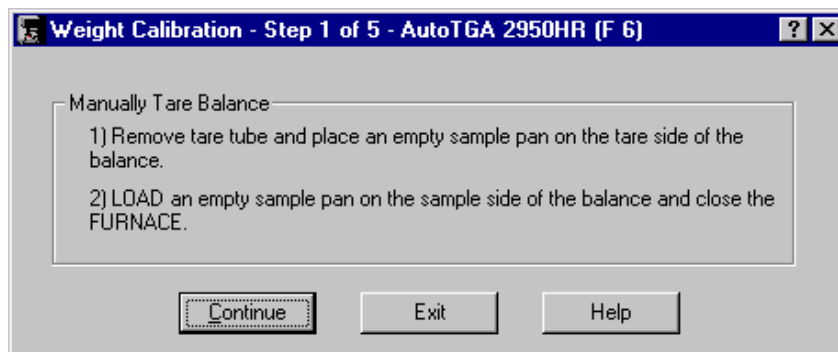 Weight Calibration - Step 1 of 5 - AutoTGA 2950HR (F 6)
Manually Tare Balance
1) Remove tare tube and place an empty sample pan on the tare side of the
balance.
2) LOAD an empty sample pan on the sample side of the balance and close the
FURNACE.
Continue
Exit
Help